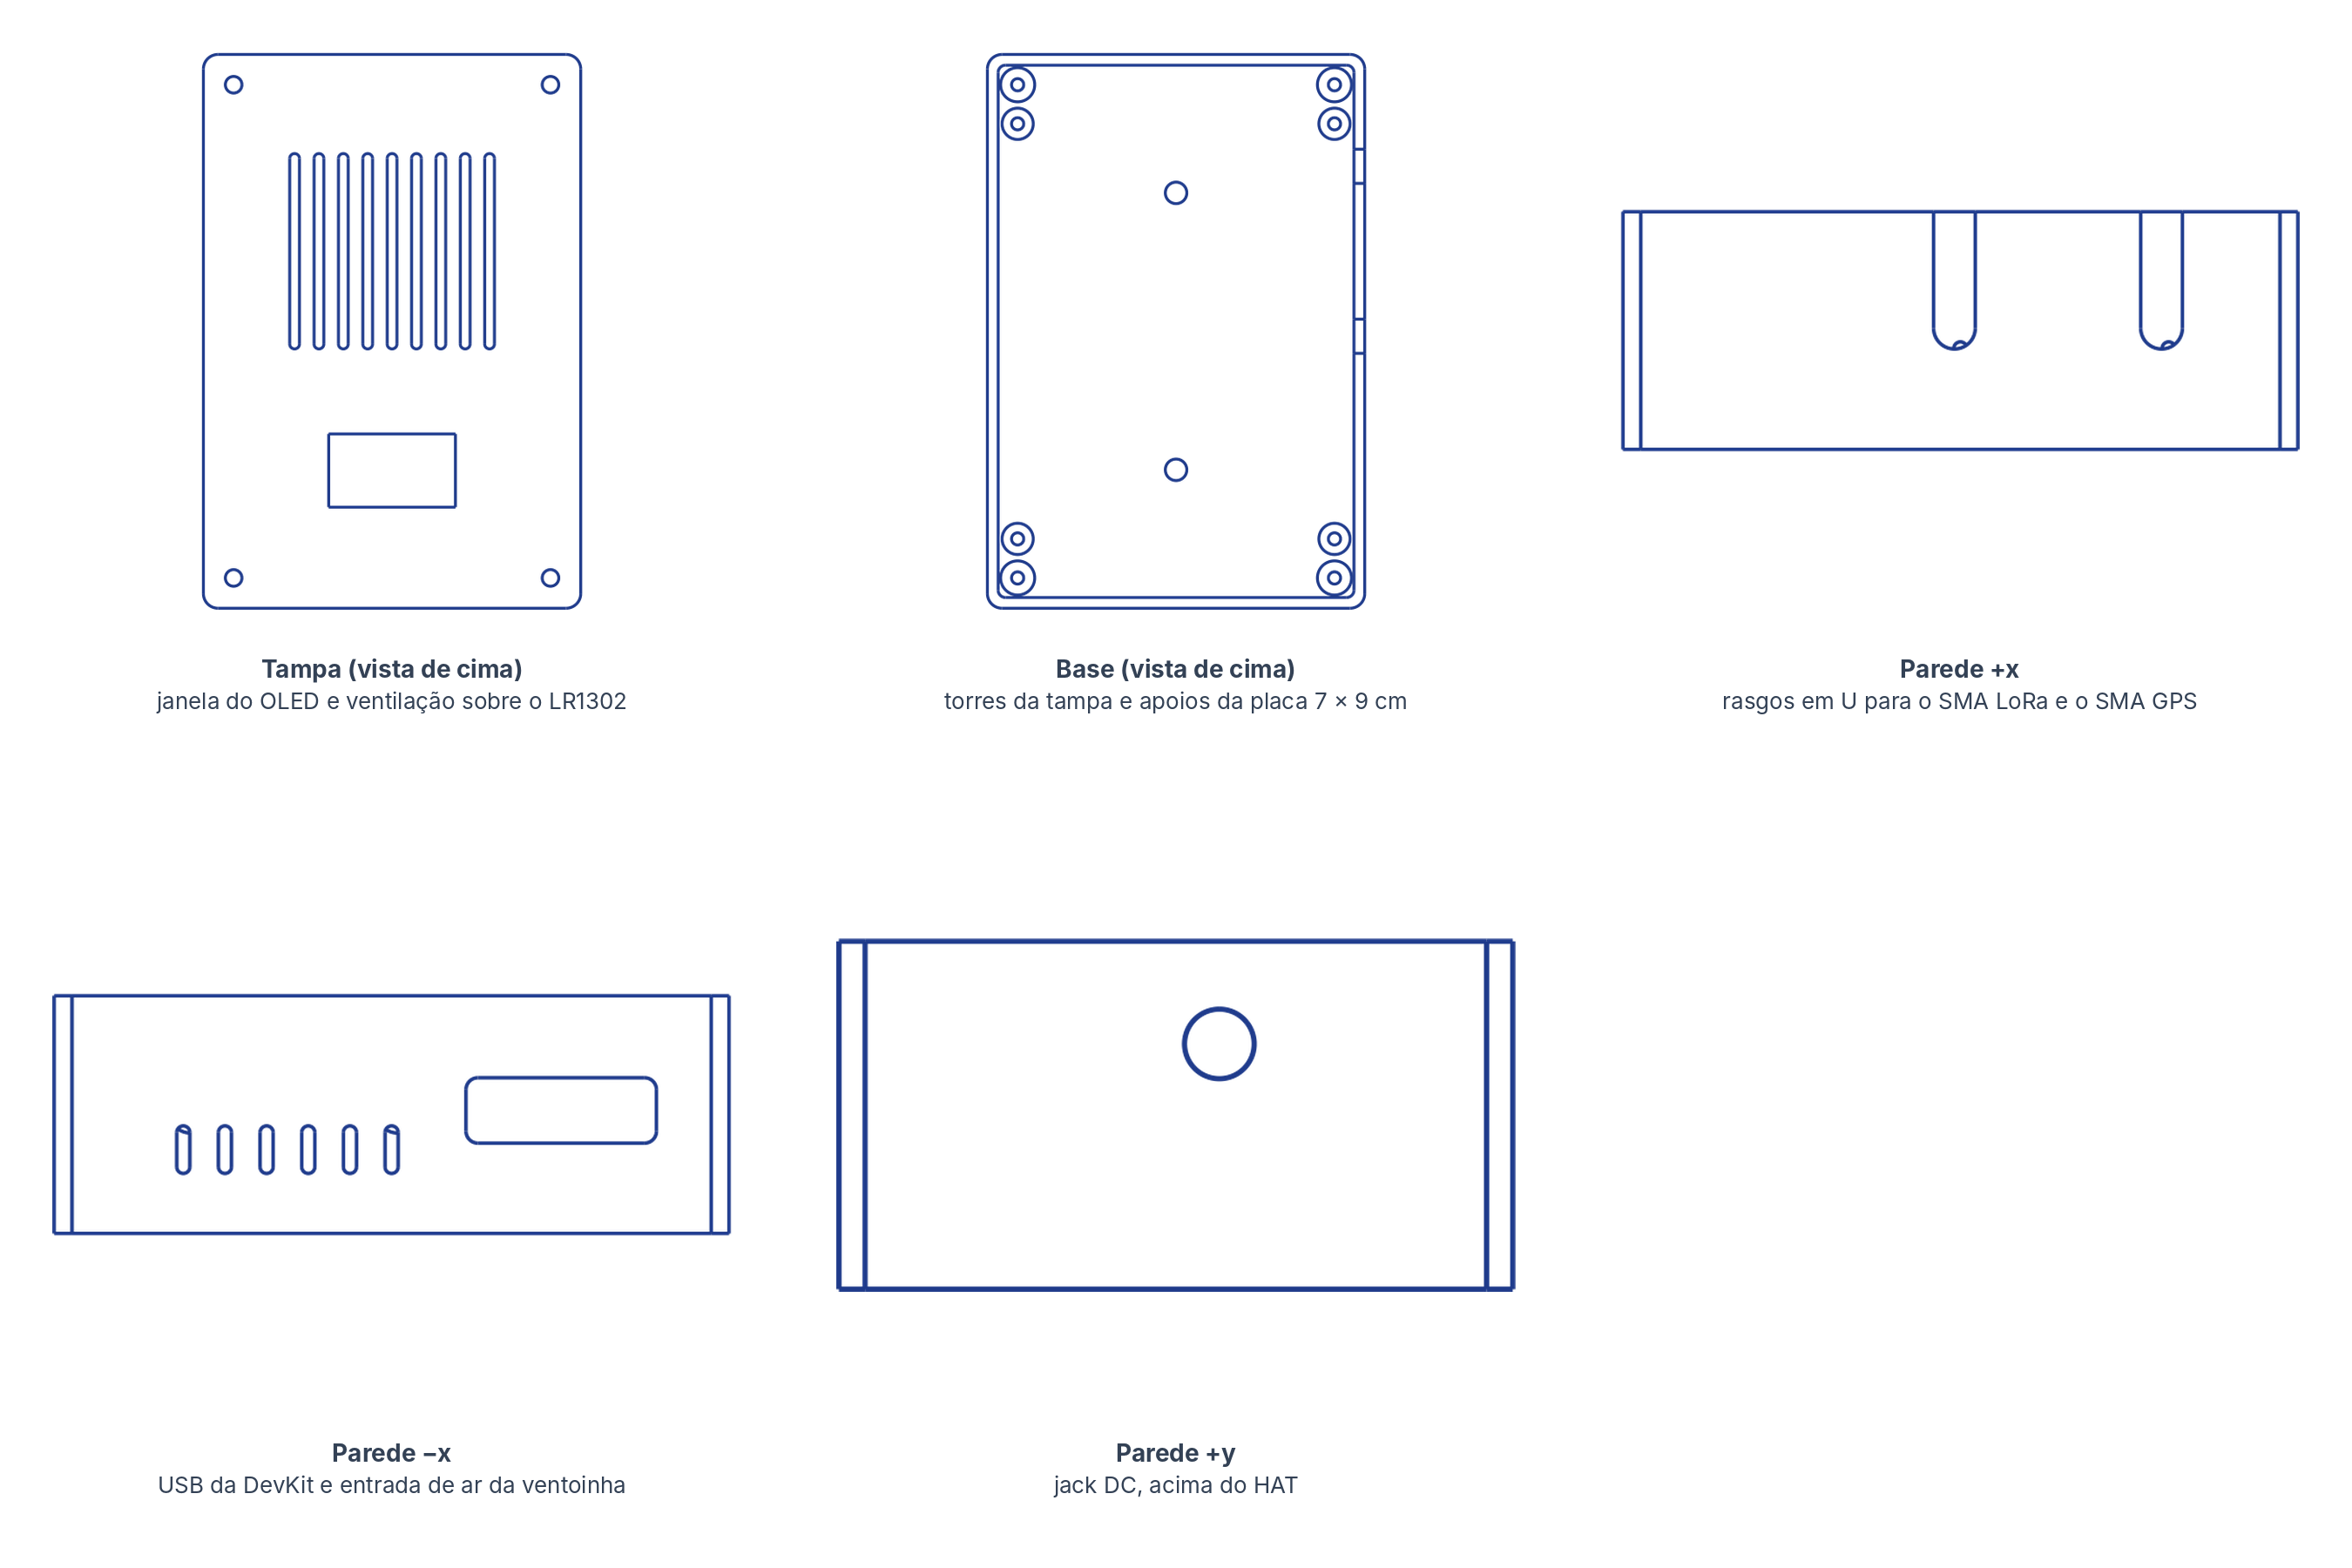 Tampa (vista de cima)
janela do OLED e ventilação sobre o LR1302
Base (vista de cima)
torres da tampa e apoios da placa 7 × 9 cm
Parede +x
rasgos em U para o SMA LoRa e o SMA GPS
Parede −x
USB da DevKit e entrada de ar da ventoinha
Parede +y
jack DC, acima do HAT